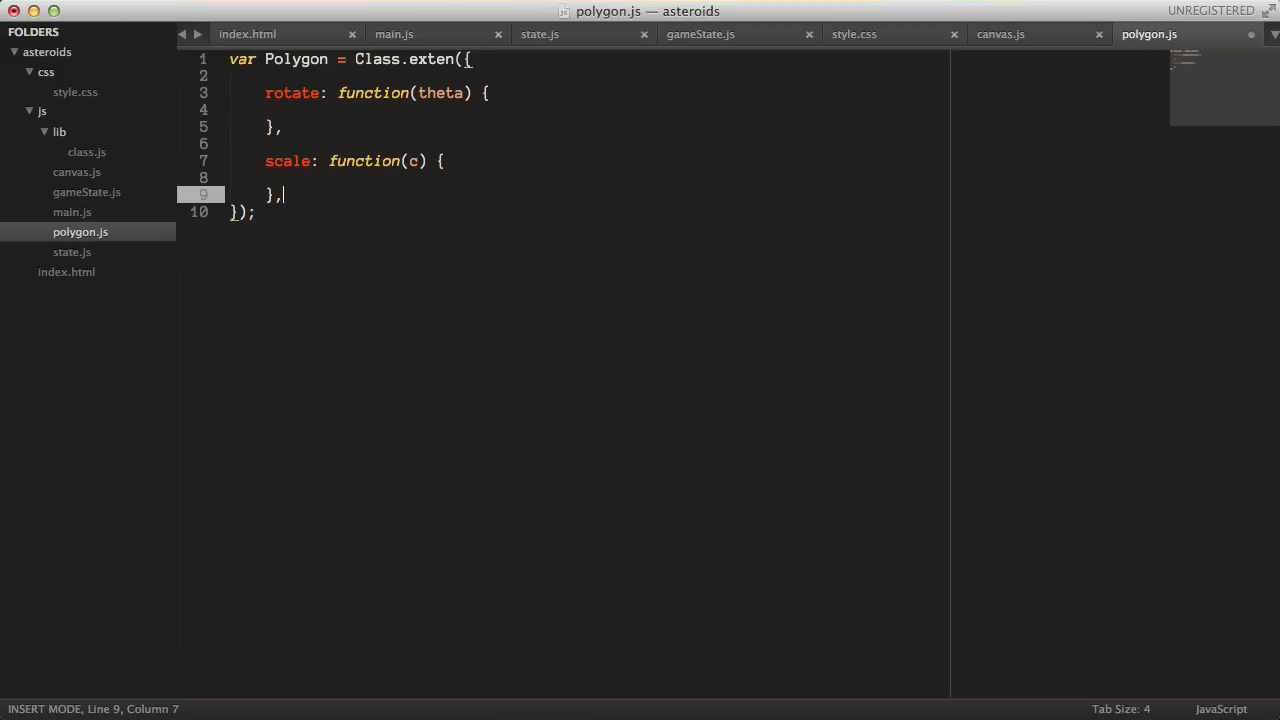 polygon.js — asteroids
UNREGISTERED
FOLDERS
asteroids
css
style.css
js
lib
class.js
canvas.js
gameState.js
main.js
polygon.js
state.js
index.html
index.html × main.js × state.js × gameState.js × style.css × canvas.js × polygon.js
1 var Polygon = Class.exten({
2
3 rotate: function(theta) {
4
5 },
6
7 scale: function(c) {
8
9 },
10 });
INSERT MODE, Line 9, Column 7
Tab Size: 4
JavaScript